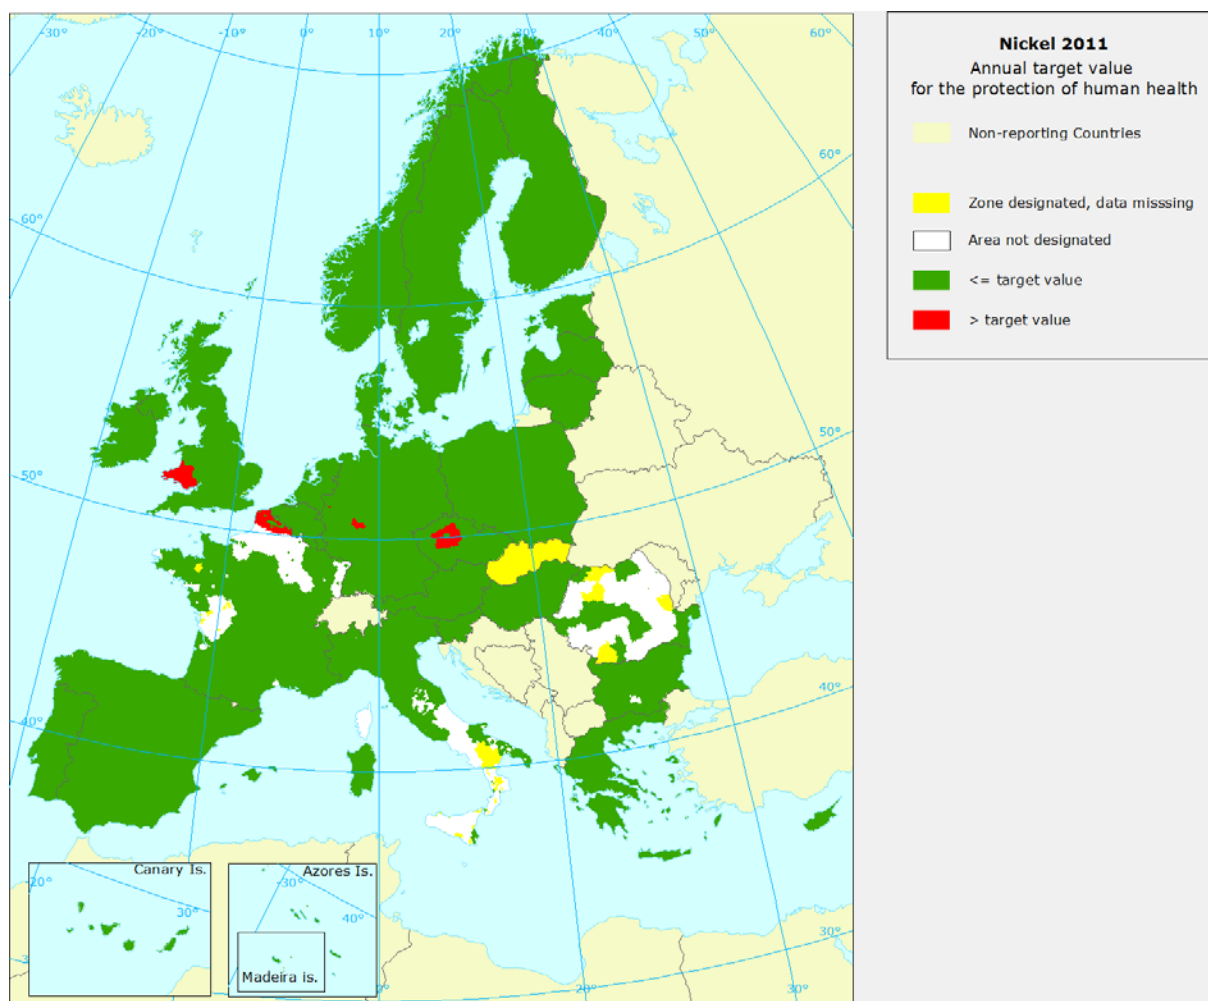 -30°
-20°
-10°
0°
10°
20°
30°
40°
50°
60°
60°
60°
50°
50°
40°
40°
30°
Canary Is.
-20°
30°
Azores Is.
-30°
40°
Madeira is.
0°
20°
30°
Nickel 2011
Annual target value
for the protection of human health
Non-reporting Countries
Zone designated, data misssing
Area not designated
<= target value
> target value